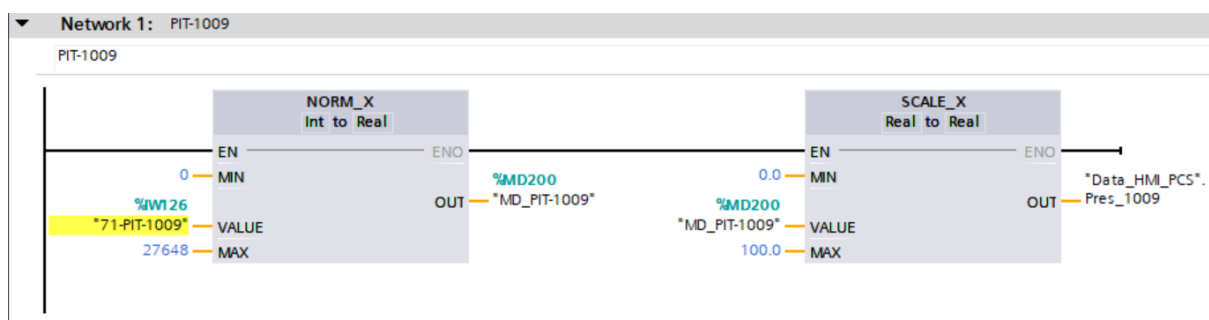 Network 1: PIT-1009
PIT-1009
NORM_X
Int to Real
EN
ENO
0
MIN
%IW126
"71-PIT-1009"
VALUE
27648
MAX
%MD200
OUT
"MD_PIT-1009"
SCALE_X
Real to Real
EN
ENO
0.0
MIN
%MD200
"MD_PIT-1009"
VALUE
100.0
MAX
OUT
"Data_HMI_PCS".
Pres_1009